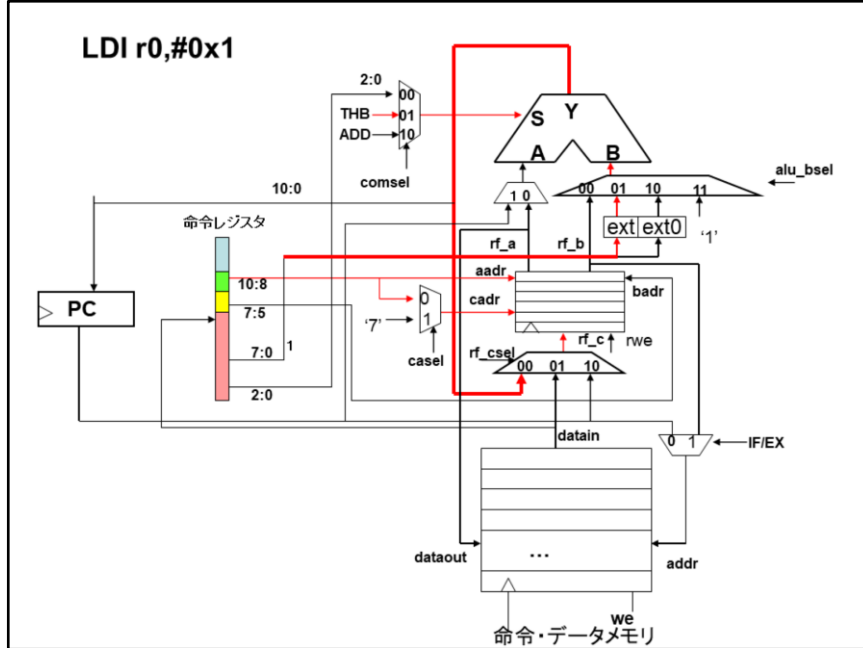 LDI r0,#0x1
2:0
00
THB
01
ADD
10
S
Y
A
B
comsel
alu_bsel
10:0
1 0
00 01 10 11
命令レジスタ
ext ext0
'1'
rf_a
rf_b
aadr
10:8
badr
PC
7:5
0
cadr
'7'
1
7:0
1
casel
rf_c
rwe
rf_csel
00 01 10
2:0
datain
0 1
IF/EX
dataout
...
addr
we
命令・データメモリ